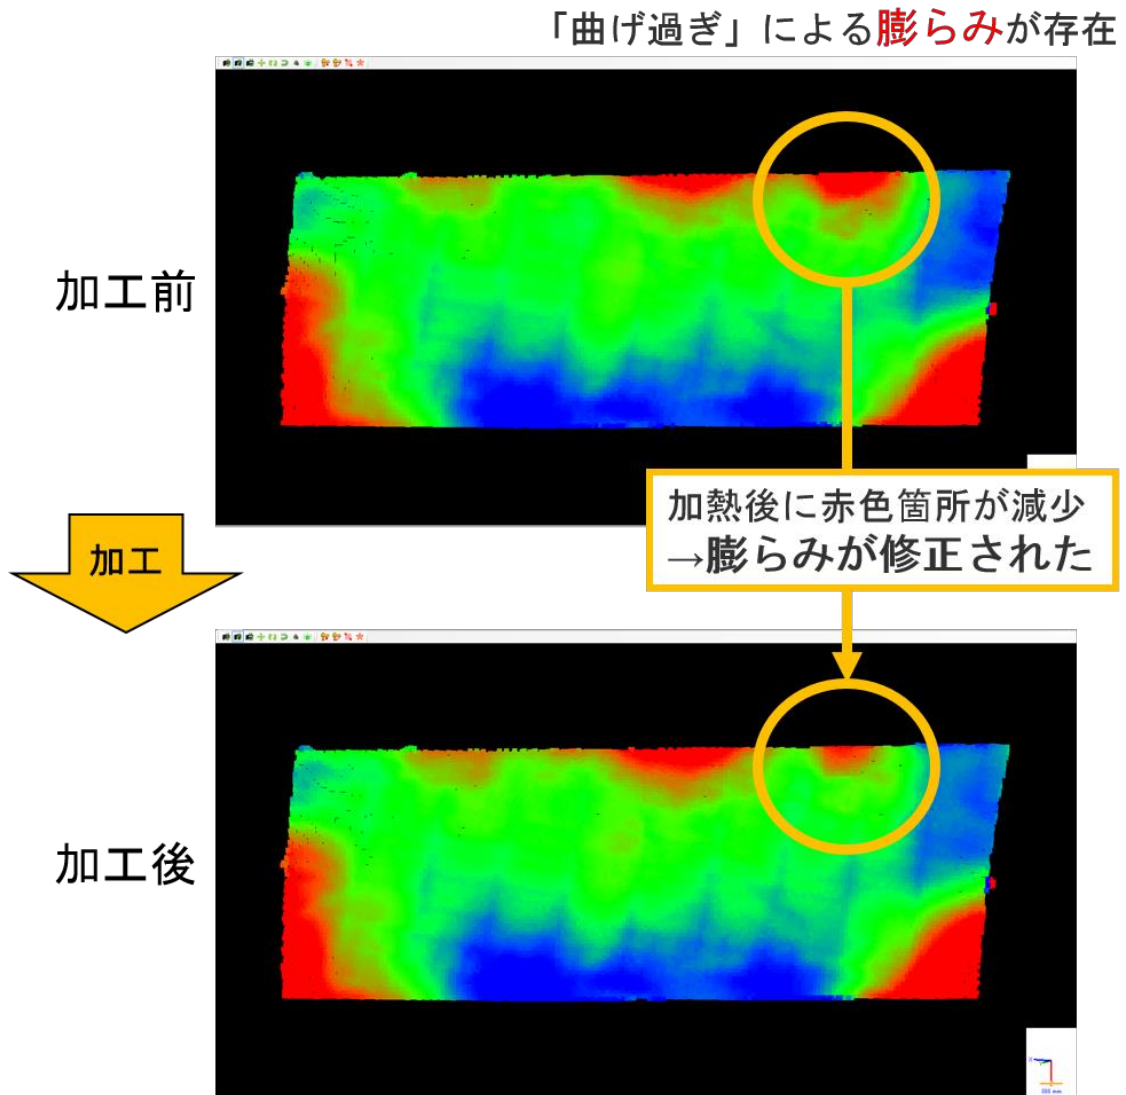 「曲げ過ぎ」による膨らみが存在
加工前
加熱後に赤色箇所が減少
→膨らみが修正された
加工
加工後